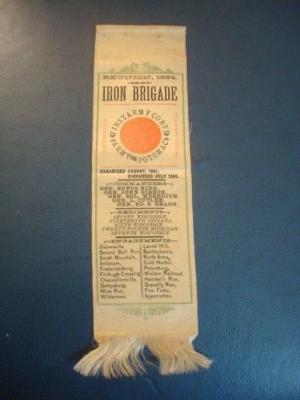 REUNION, 1884.
IRON BRIGADE
FIRST ARMY CORPS
ARMY OF THE POTOMAC
ORGANIZED AUGUST, 1861.
DISBANDED JULY 1865.
COMMANDERS
GEN. RUFUS KING,
GEN. JOHN GIBBON,
GEN. SOL. MEREDITH,
GEN. L. CUTLER,
GEN. ED. S. BRAGG.
REGIMENTS
SECOND WISCONSIN,
NINETEENTH INDIANA,
SIXTH WISCONSIN,
TWENTY FOURTH MICHIGAN,
SEVENTH WISCONSIN.
ENGAGEMENTS
Gainesville,
Second Bull Run,
South Mountain,
Antietam,
Fredericksburg,
Fitzhugh Crossing,
Chancellorsville,
Gettysburg,
Mine Run,
Wilderness.
Laurel Hill,
Spottsylvania,
North Anna,
Cold Harbor,
Petersburg,
Weldon Railroad,
Hatcher's Run,
Gravelly Run,
Five Forks,
Appomattox.